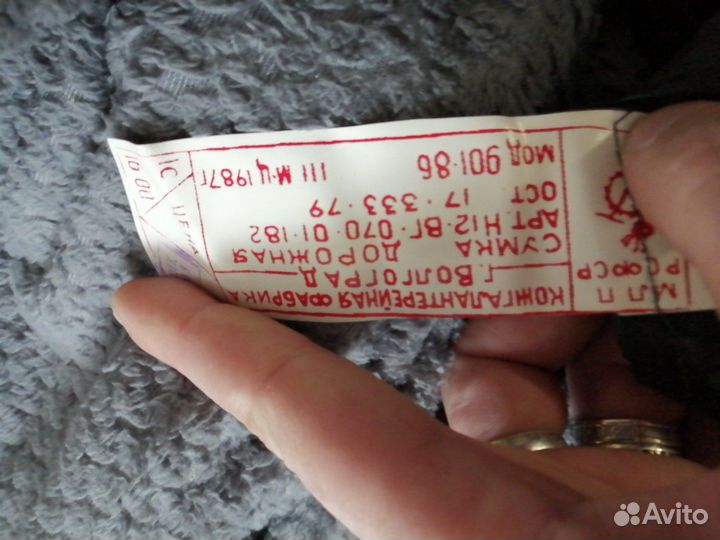 МЛП
РСФСР
КОЖГАЛАНТЕРЕЙНАЯ ФАБРИКА
г. ВОЛГОГРАД
СУМКА ДОРОЖНАЯ
АРТ. Н12-ВГ-070-01-182
ОСТ 17·333·79
МОД 901-86 III М-Ц 1987г
1С
ЦЕНА
Avito